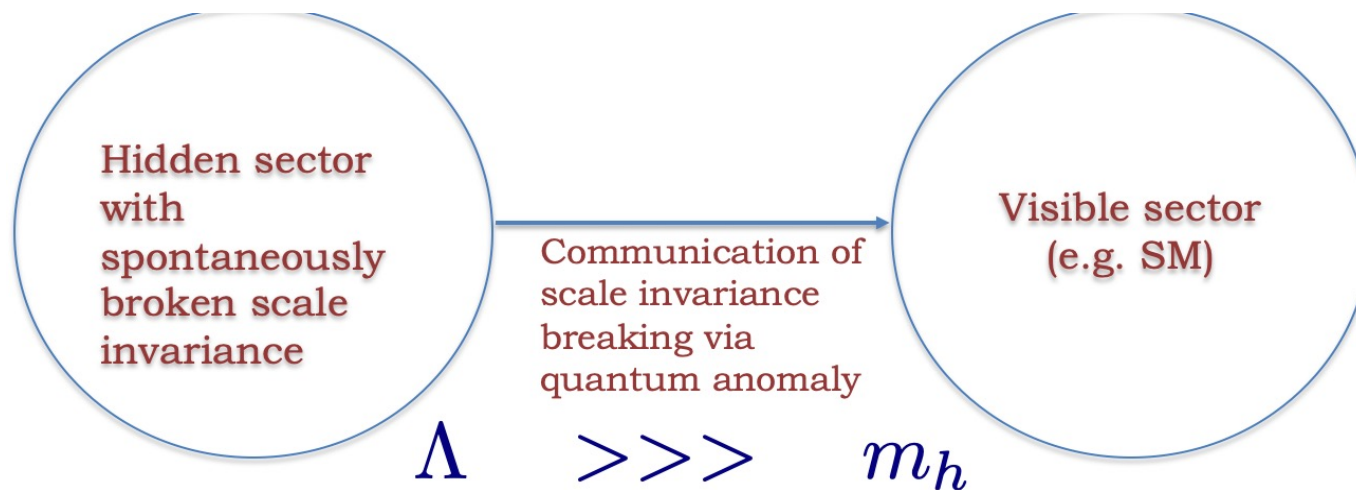 Hidden sector
with
spontaneously
broken scale
invariance
Communication of
scale invariance
breaking via
quantum anomaly
Visible sector
(e.g. SM)
Λ >>> m_h